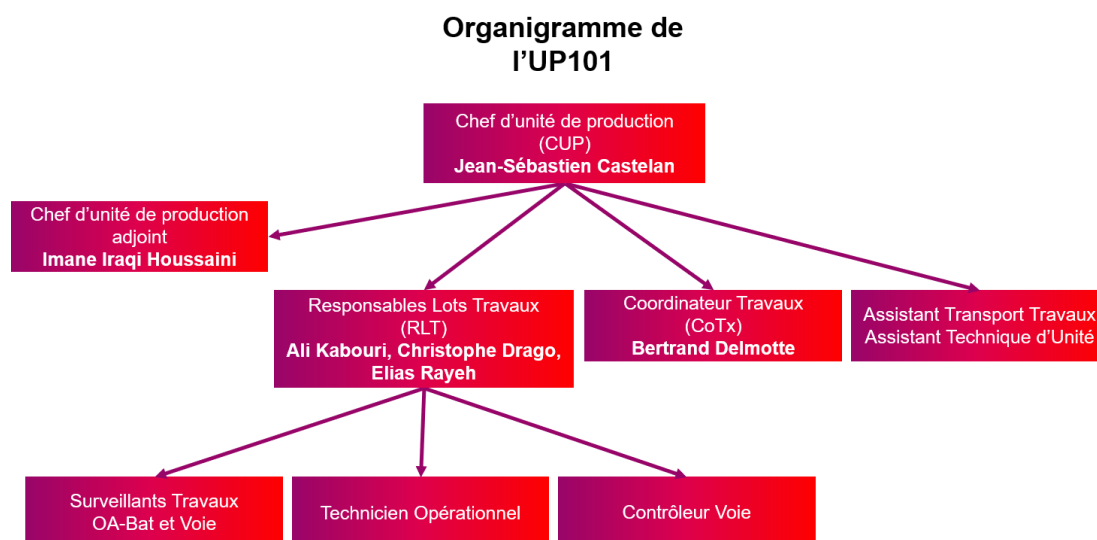 Organigramme de
l’UP101
Chef d’unité de production
(CUP)
Jean-Sébastien Castelan
Chef d’unité de production
adjoint
Imane Iraqi Houssaini
Responsables Lots Travaux
(RLT)
Ali Kabouri, Christophe Drago,
Elias Rayeh
Coordinateur Travaux
(CoTx)
Bertrand Delmotte
Assistant Transport Travaux
Assistant Technique d’Unité
Surveillants Travaux
OA-Bat et Voie
Technicien Opérationnel
Contrôleur Voie